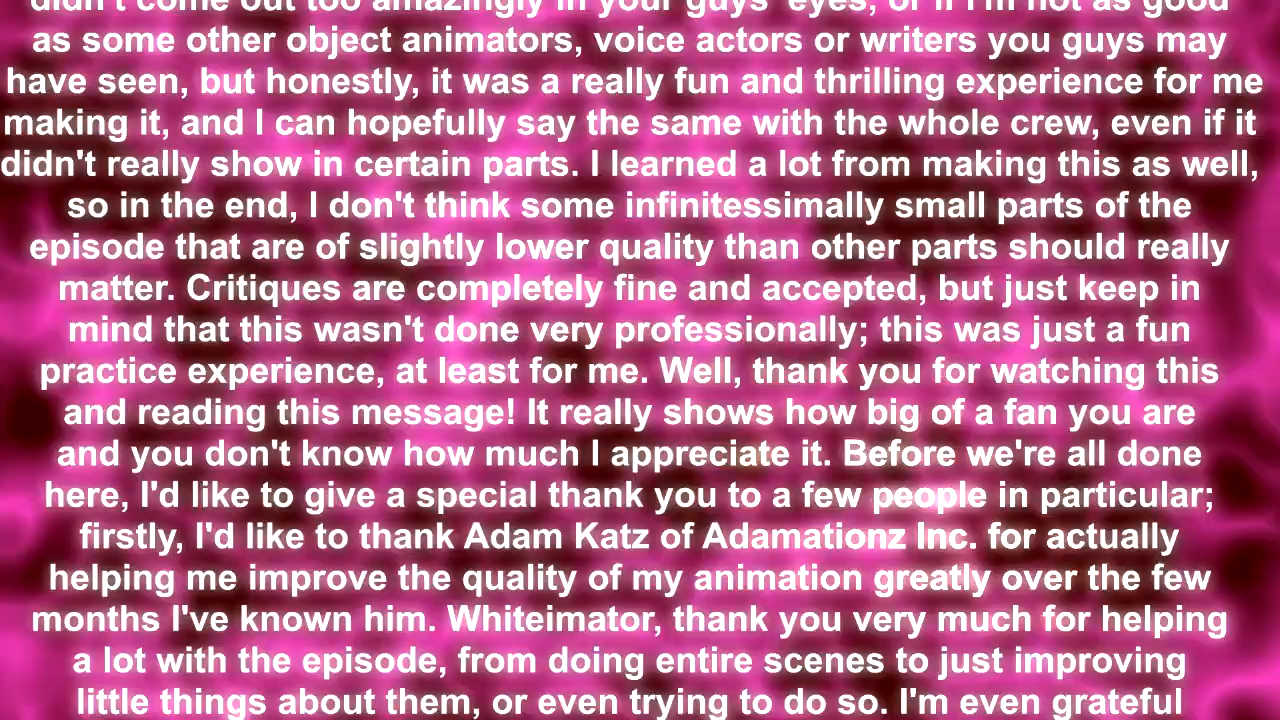 didn't come out too amazingly in your guys' eyes, or if I'm not as good
as some other object animators, voice actors or writers you guys may
have seen, but honestly, it was a really fun and thrilling experience for me
making it, and I can hopefully say the same with the whole crew, even if it
didn't really show in certain parts. I learned a lot from making this as well,
so in the end, I don't think some infinitessimally small parts of the
episode that are of slightly lower quality than other parts should really
matter. Critiques are completely fine and accepted, but just keep in
mind that this wasn't done very professionally; this was just a fun
practice experience, at least for me. Well, thank you for watching this
and reading this message! It really shows how big of a fan you are
and you don't know how much I appreciate it. Before we're all done
here, I'd like to give a special thank you to a few people in particular;
firstly, I'd like to thank Adam Katz of Adamationz Inc. for actually
helping me improve the quality of my animation greatly over the few
months I've known him. Whiteimator, thank you very much for helping
a lot with the episode, from doing entire scenes to just improving
little things about them, or even trying to do so. I'm even grateful